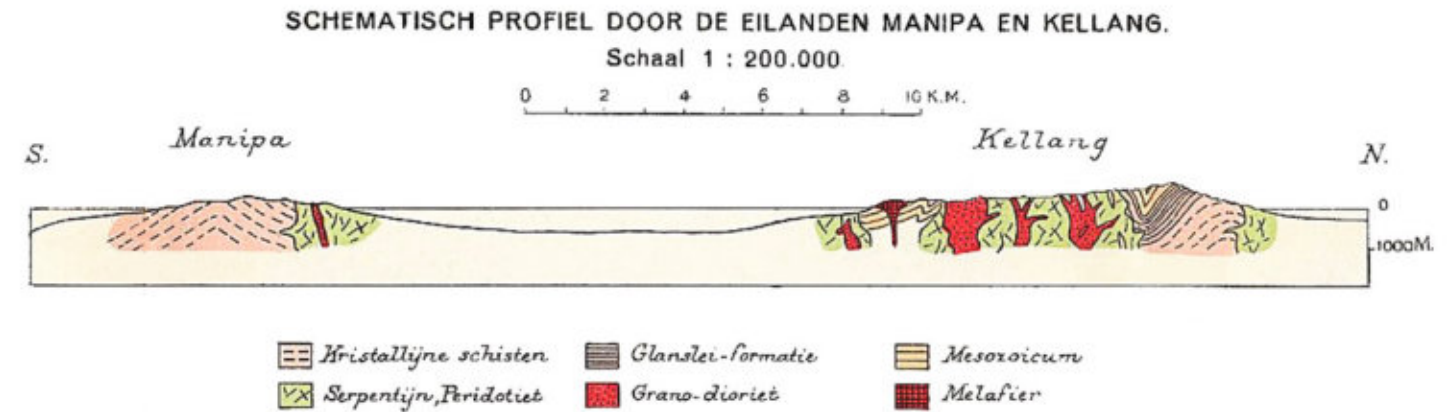 SCHEMATISCH PROFIEL DOOR DE EILANDEN MANIPA EN KELLANG.
Schaal 1 : 200.000
0 2 4 6 8 10 K.M.
Manipa Kellang
S. N.
0
1000M.
Kristallijne schisten Glanslei-formatie Mesozoicum
Serpentijn, Peridotiet Grano-dioriet Melafier